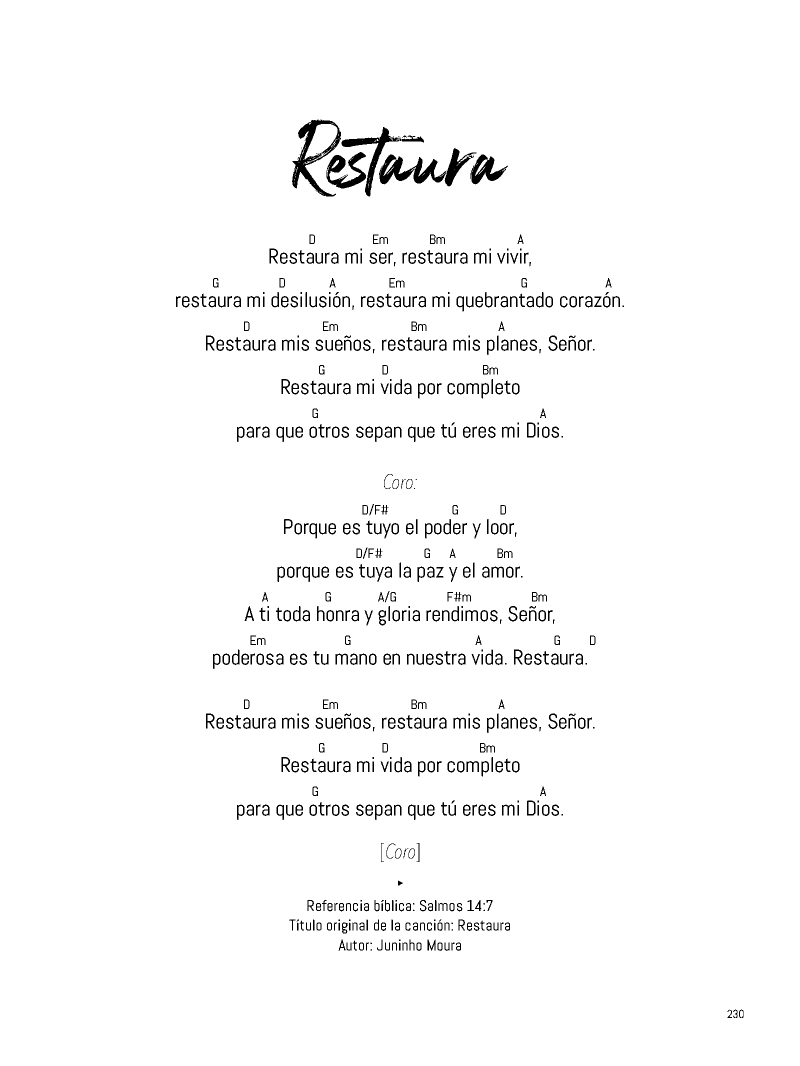 Restaura
D Em Bm A
Restaura mi ser, restaura mi vivir,
G D A Em G A
restaura mi desilusión, restaura mi quebrantado corazón.
D Em Bm A
Restaura mis sueños, restaura mis planes, Señor.
G D Bm
Restaura mi vida por completo
G A
para que otros sepan que tú eres mi Dios.
Coro:
D/F# G D
Porque es tuyo el poder y loor,
D/F# G A Bm
porque es tuya la paz y el amor.
A G A/G F#m Bm
A ti toda honra y gloria rendimos, Señor,
Em G A G D
poderosa es tu mano en nuestra vida. Restaura.
D Em Bm A
Restaura mis sueños, restaura mis planes, Señor.
G D Bm
Restaura mi vida por completo
G A
para que otros sepan que tú eres mi Dios.
[Coro]
Referencia bíblica: Salmos 14:7
Título original de la canción: Restaura
Autor: Juninho Moura
230